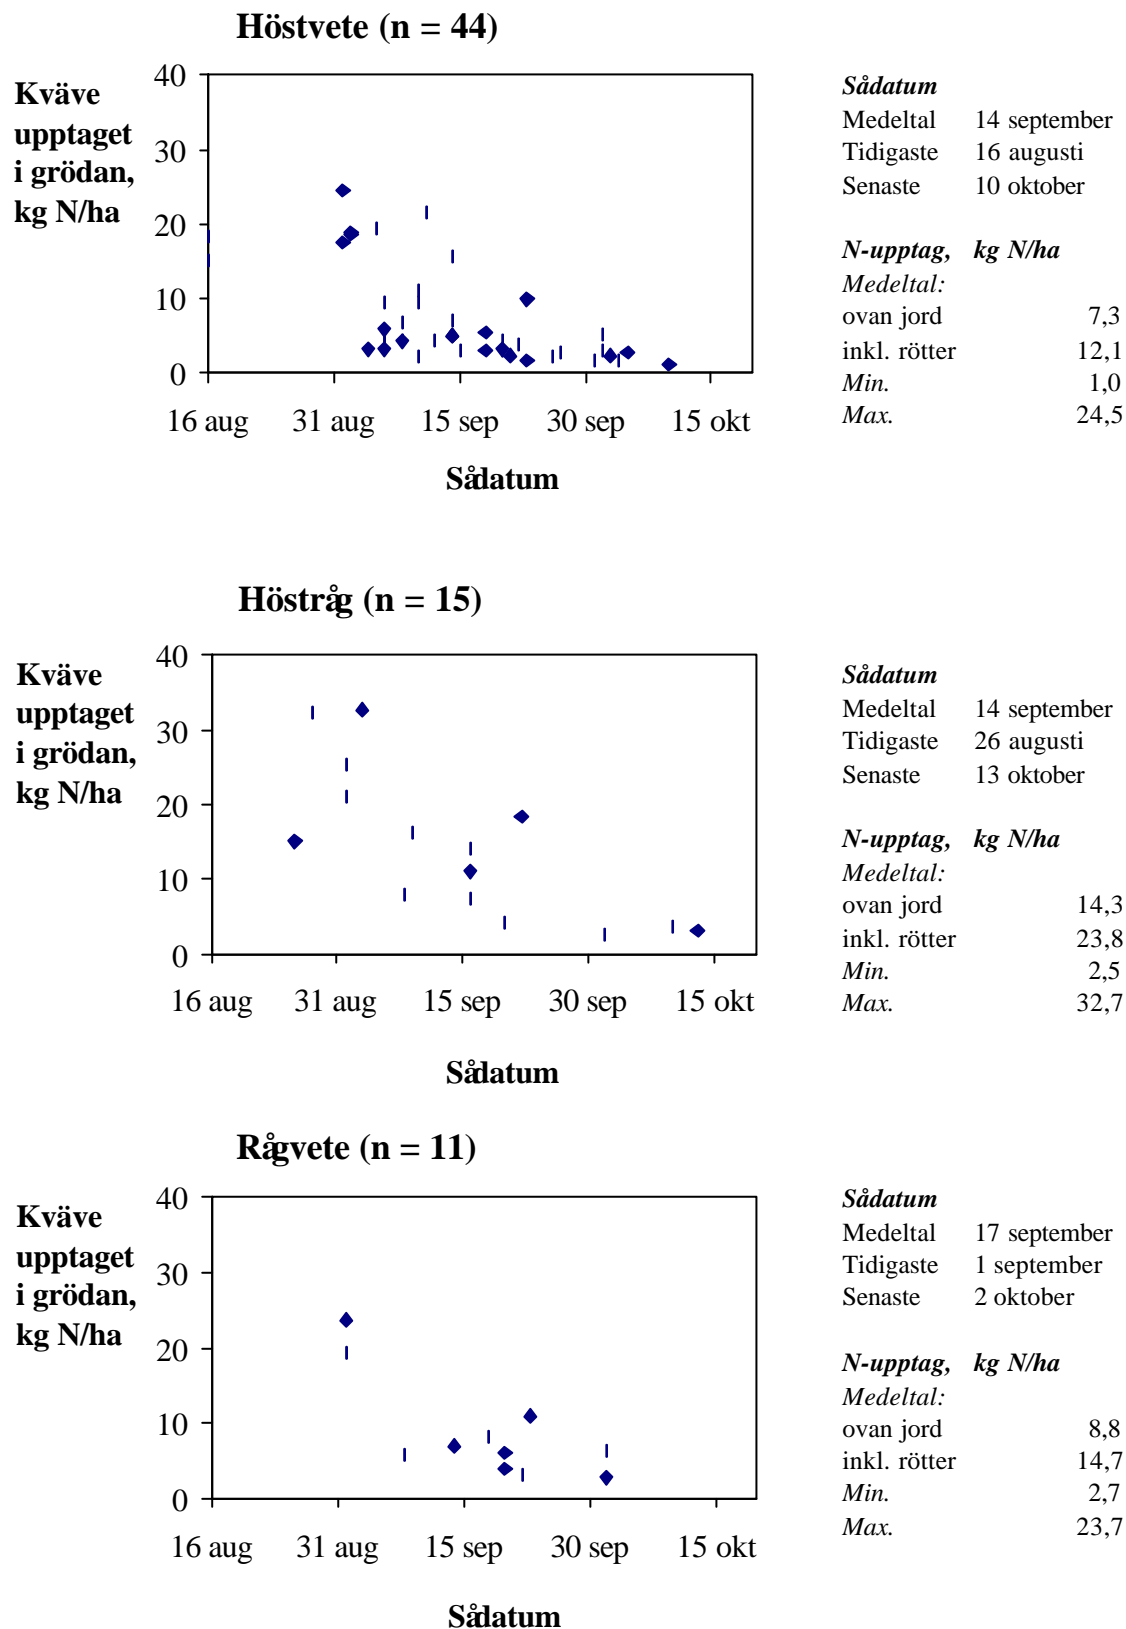 Höstvete (n = 44)
Kväve
upptaget
i grödan,
kg N/ha
40
30
20
10
0
16 aug 31 aug 15 sep 30 sep 15 okt
Sådatum
Sådatum
Medeltal 14 september
Tidigaste 16 augusti
Senaste 10 oktober
N-upptag, kg N/ha
Medeltal:
ovan jord 7,3
inkl. rötter 12,1
Min. 1,0
Max. 24,5
Höstråg (n = 15)
Kväve
upptaget
i grödan,
kg N/ha
40
30
20
10
0
16 aug 31 aug 15 sep 30 sep 15 okt
Sådatum
Sådatum
Medeltal 14 september
Tidigaste 26 augusti
Senaste 13 oktober
N-upptag, kg N/ha
Medeltal:
ovan jord 14,3
inkl. rötter 23,8
Min. 2,5
Max. 32,7
Rågvete (n = 11)
Kväve
upptaget
i grödan,
kg N/ha
40
30
20
10
0
16 aug 31 aug 15 sep 30 sep 15 okt
Sådatum
Sådatum
Medeltal 17 september
Tidigaste 1 september
Senaste 2 oktober
N-upptag, kg N/ha
Medeltal:
ovan jord 8,8
inkl. rötter 14,7
Min. 2,7
Max. 23,7